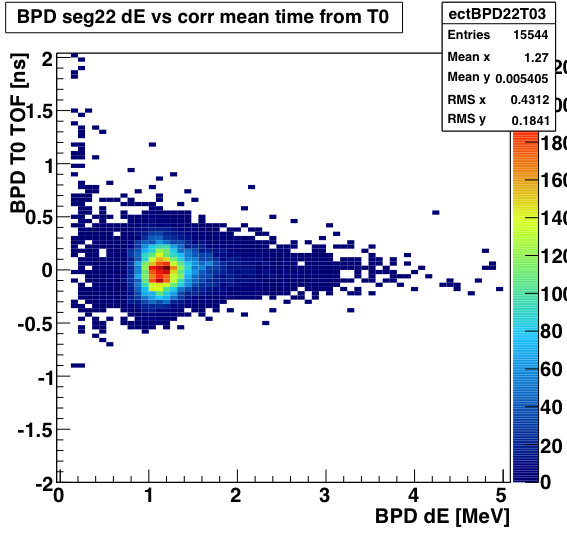 BPD seg22 dE vs corr mean time from T0
ectBPD22T03
Entries 15544
Mean x 1.27
Mean y 0.005405
RMS x 0.4312
RMS y 0.1841
BPD T0 TOF [ns]
2
1.5
1
0.5
0
-0.5
-1
-1.5
-2
0 1 2 3 4 5
BPD dE [MeV]
180
160
140
120
100
80
60
40
20
0